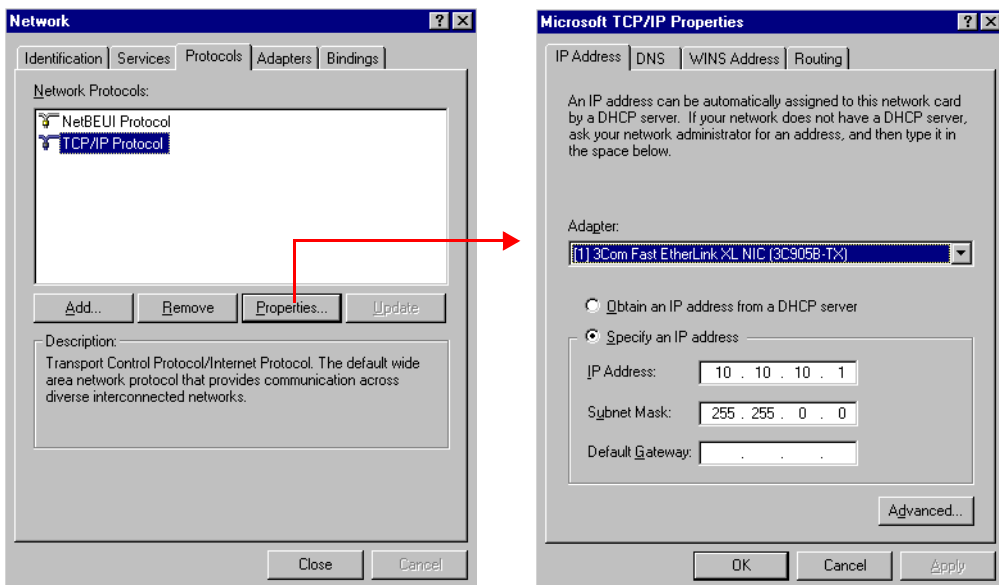 Network
Identification Services Protocols Adapters Bindings
Network Protocols:
NetBEUI Protocol
TCP/IP Protocol
Add... Remove Properties... Update
Description:
Transport Control Protocol/Internet Protocol. The default wide
area network protocol that provides communication across
diverse interconnected networks.
Close Cancel
Microsoft TCP/IP Properties
IP Address DNS WINS Address Routing
An IP address can be automatically assigned to this network card
by a DHCP server. If your network does not have a DHCP server,
ask your network administrator for an address, and then type it in
the space below.
Adapter:
[1] 3Com Fast EtherLink XL NIC (3C905B-TX)
Obtain an IP address from a DHCP server
Specify an IP address
IP Address: 10 . 10 . 10 . 1
Subnet Mask: 255 . 255 . 0 . 0
Default Gateway: . . .
Advanced...
OK Cancel Apply